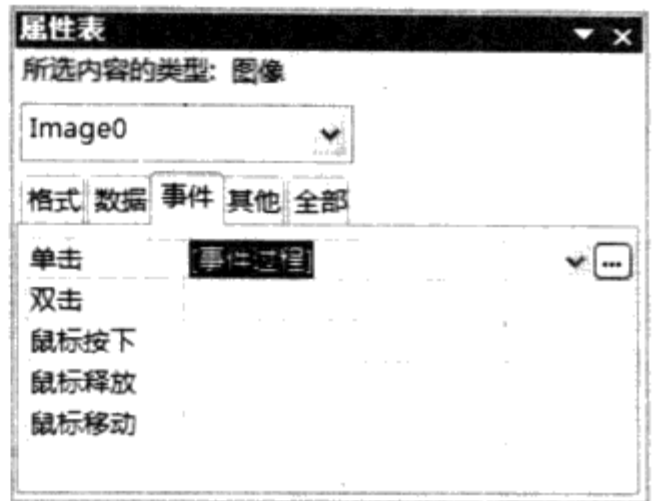 属性表
所选内容的类型: 图像
Image0
格式 数据 事件 其他 全部
单击 [事件过程]
双击
鼠标按下
鼠标释放
鼠标移动